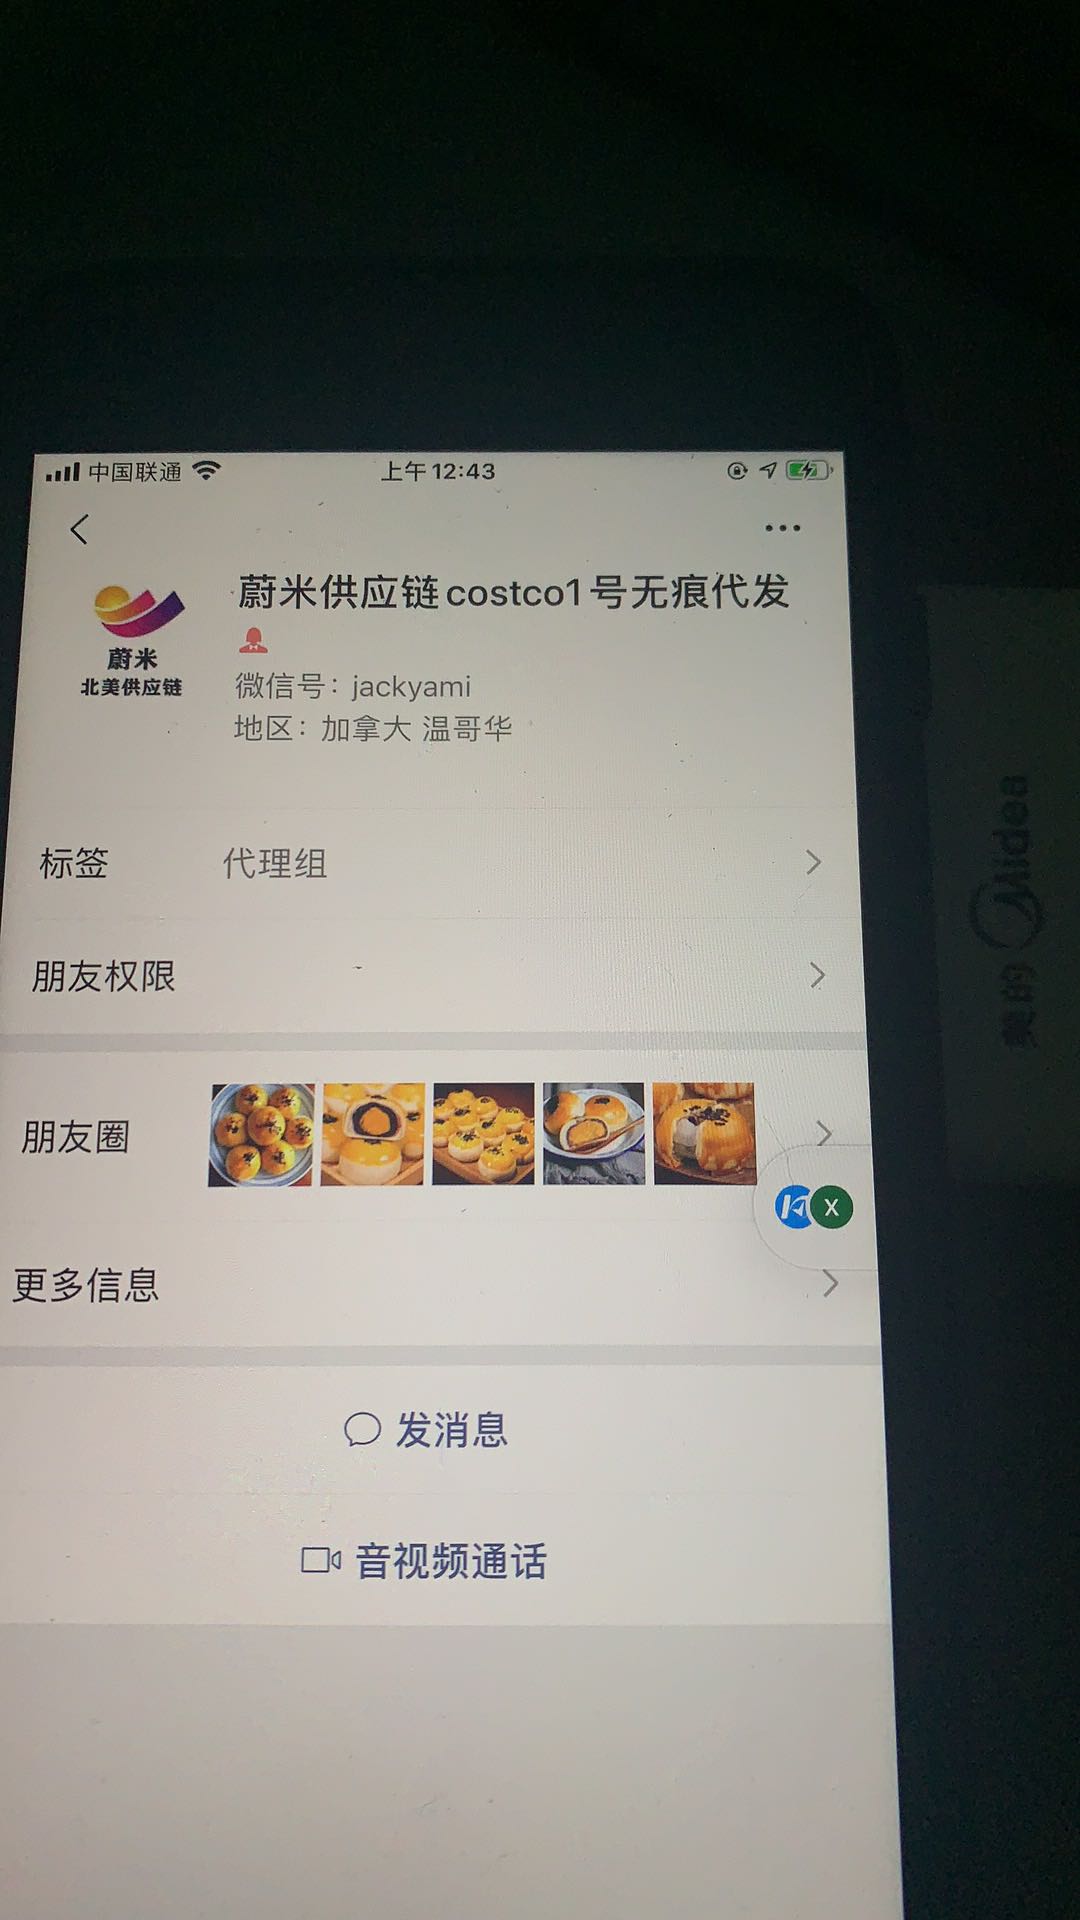 中国联通
上午12:43
蔚米供应链costco1号无痕代发
蔚米
北美供应链
微信号：jackyami
地区：加拿大 温哥华
标签 代理组
朋友权限
朋友圈
X
更多信息
发消息
音视频通话
美的 Midea